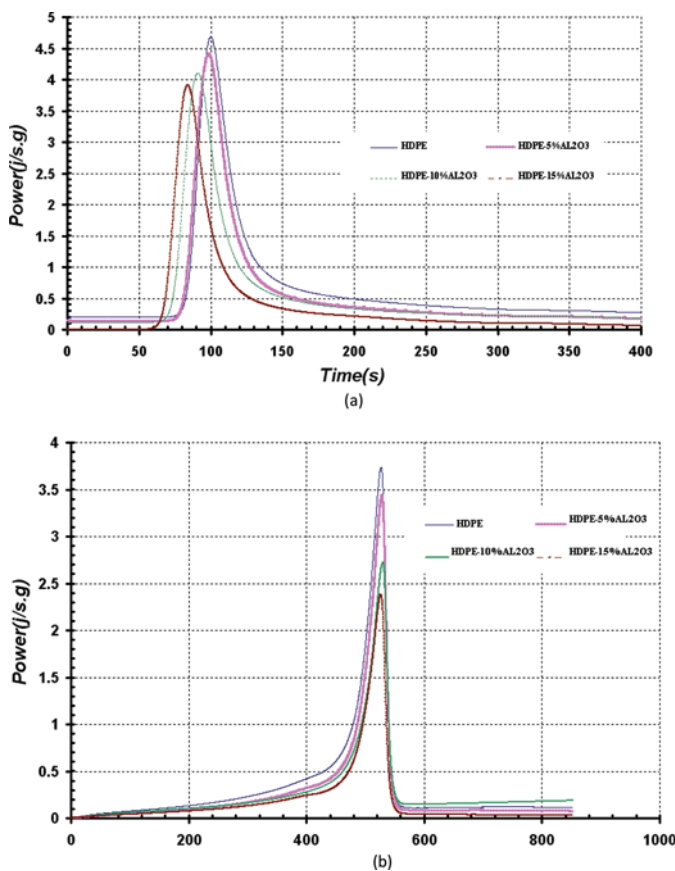 5
4.5
4
3.5
3
2.5
2
1.5
1
0.5
0
Power(j/s.g)
HDPE
HDPE-5%AL2O3
HDPE-10%AL2O3
HDPE-15%AL2O3
0 50 100 150 200 250 300 350 400
Time(s)
(a)
4
3.5
3
2.5
2
1.5
1
0.5
0
Power(j/s.g)
HDPE
HDPE-5%AL2O3
HDPE-10%AL2O3
HDPE-15%AL2O3
0 200 400 600 800 1000
(b)